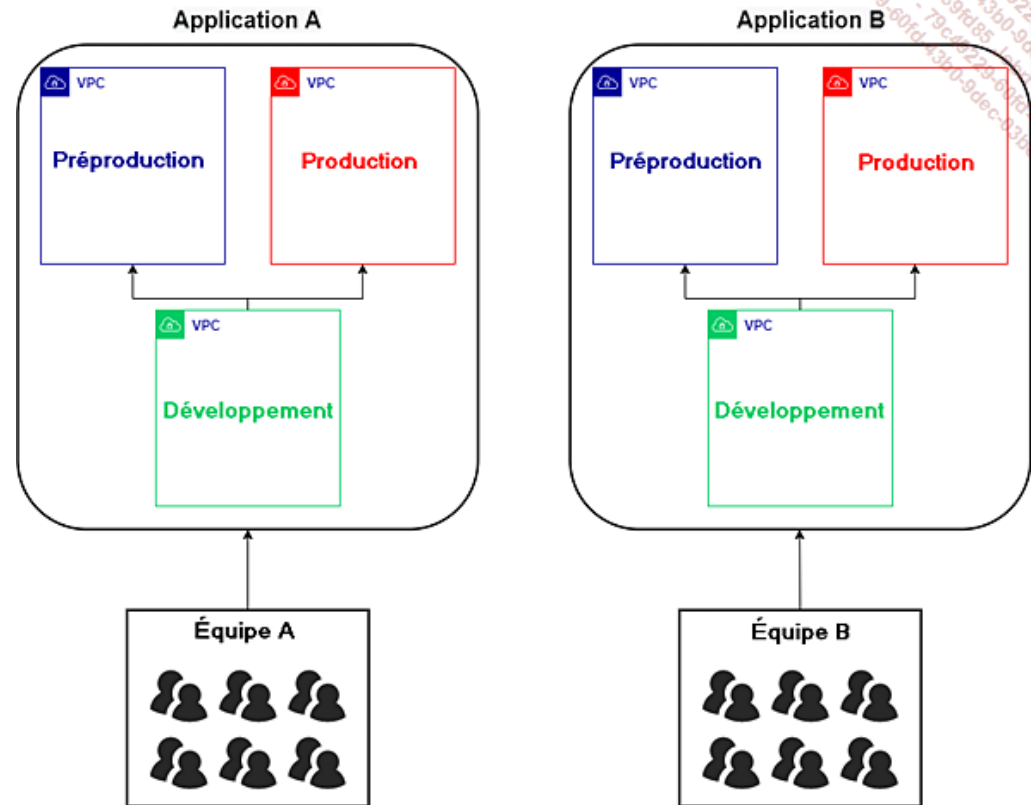 Application A
Application B
VPC
VPC
VPC
VPC
Préproduction
Production
Préproduction
Production
VPC
VPC
Développement
Développement
Équipe A
Équipe B